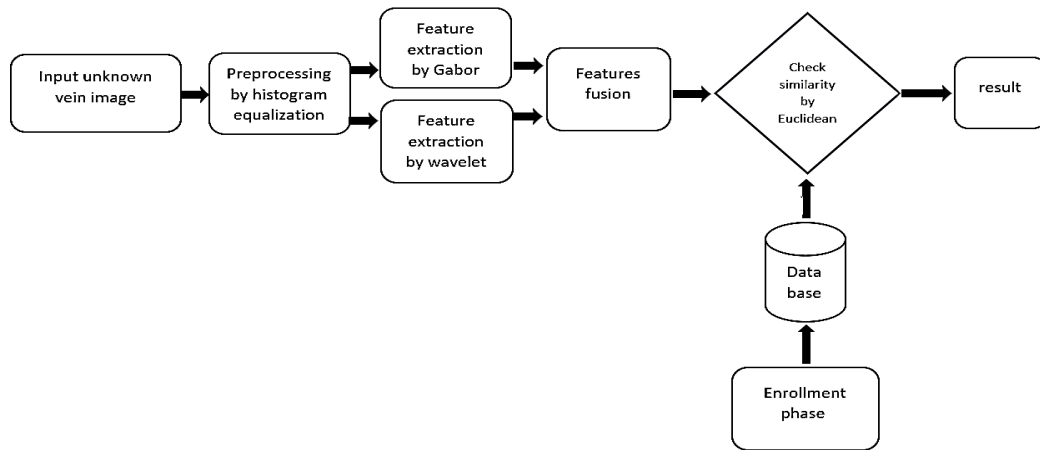 Input unknown
vein image
Preprocessing
by histogram
equalization
Feature
extraction
by Gabor
Feature
extraction
by wavelet
Features
fusion
Check
similarity
by
Euclidean
result
Data
base
Enrollment
phase